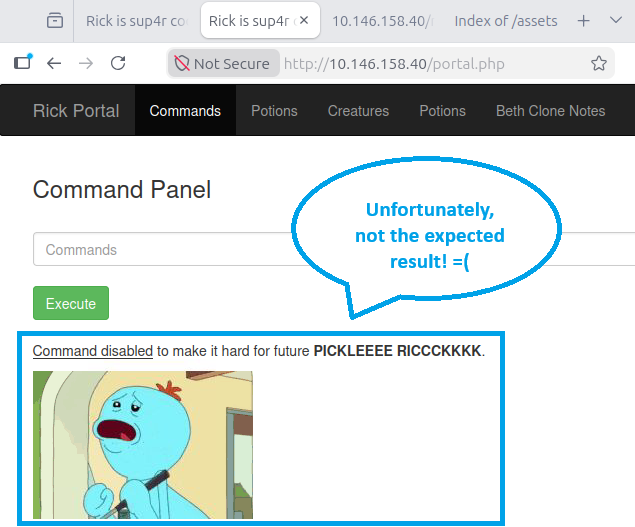 Rick is sup4r co
Rick is sup4r
10.146.158.40/
Index of /assets
Not Secure
http://10.146.158.40/portal.php
Rick Portal
Commands
Potions
Creatures
Potions
Beth Clone Notes
Command Panel
Unfortunately,
not the expected
result! =(
Commands
Execute
Command disabled to make it hard for future PICKLEEEE RICCCKKKK.